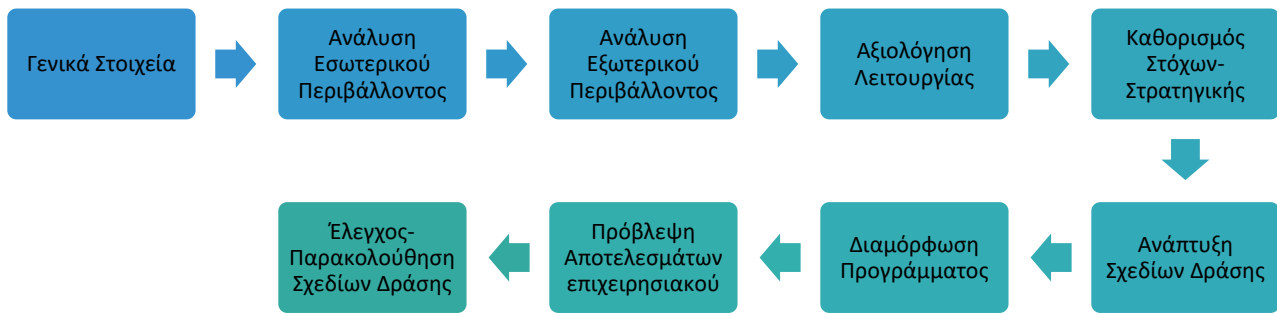 Γενικά Στοιχεία
Ανάλυση
Εσωτερικού
Περιβάλλοντος
Ανάλυση
Εξωτερικού
Περιβάλλοντος
Αξιολόγηση
Λειτουργίας
Καθορισμός
Στόχων-
Στρατηγικής
Ανάπτυξη
Σχεδίων Δράσης
Διαμόρφωση
Προγράμματος
Πρόβλεψη
Αποτελεσμάτων
επιχειρησιακού
Έλεγχος-
Παρακολούθηση
Σχεδίων Δράσης